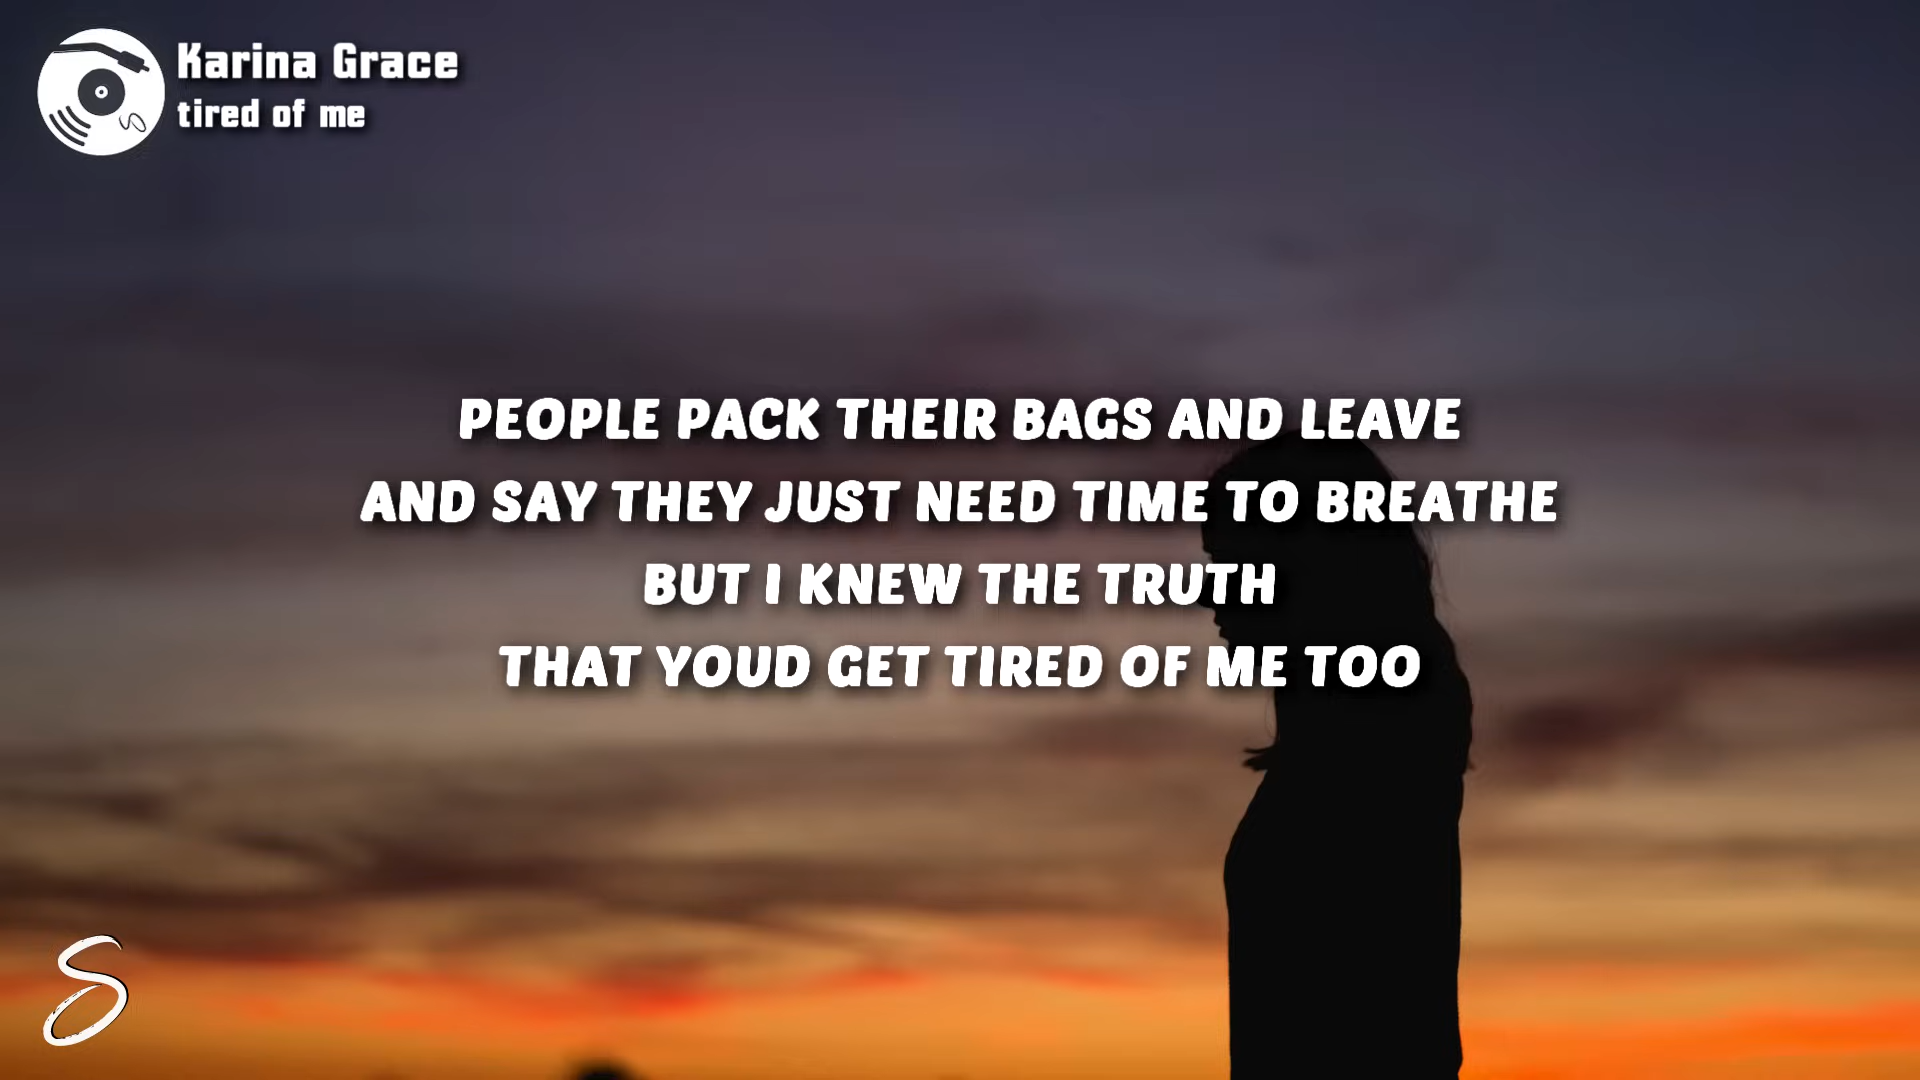 Karina Grace
tired of me
PEOPLE PACK THEIR BAGS AND LEAVE
AND SAY THEY JUST NEED TIME TO BREATHE
BUT I KNEW THE TRUTH
THAT YOUD GET TIRED OF ME TOO
S